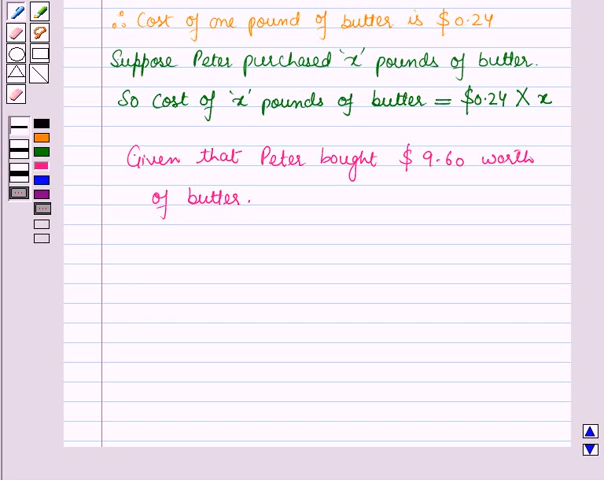 ∴ Cost of one pound of butter is $0.24
Suppose Peter purchased 'x' pounds of butter.
So cost of 'x' pounds of butter = $0.24 × x
Given that Peter bought $9.60 worth
of butter.